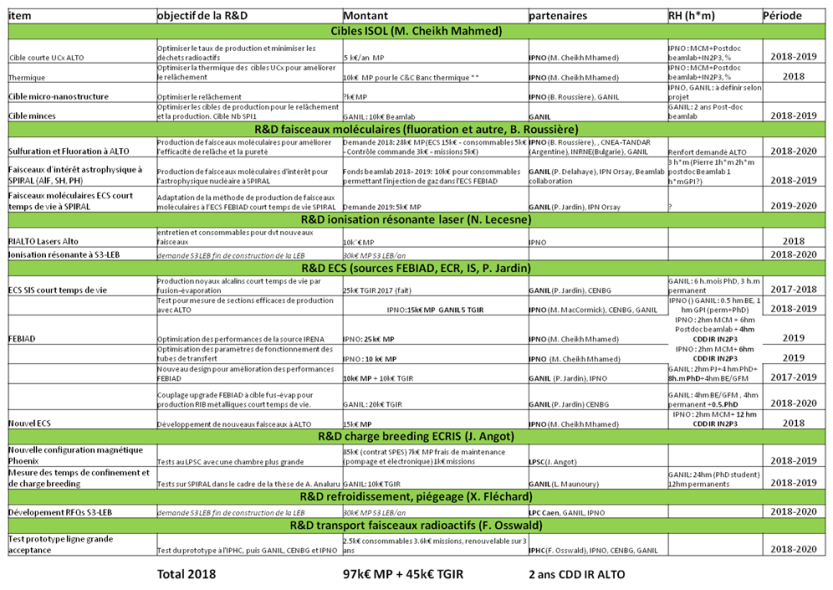 item objectif de la R&D Montant partenaires RH (h*m) Période
Cibles ISOL (M. Cheikh Mahmed)
Cible courte UCx ALTO Optimiser le taux de production et minimiser les déchets radioactifs 5 k€/an MP IPNO (M. Cheikh Mhamed) IPNO : MCM+Postdoc beamlab+IN2P3, % 2018-2019
Thermique Optimiser la thermique des cibles UCx pour améliorer le relâchement 10k€ MP pour le C&C Banc thermique ** IPNO (M. Cheikh Mhamed) IPNO : MCM+Postdoc beamlab+IN2P3, % 2018
Cible micro-nanostructure Optimiser le relâchement ?k€ MP IPNO (B. Roussière), GANIL IPNO, GANIL: à définir selon projet
Cible minces Optimiser les cibles de production pour le relâchement et la production. Cible Nb SPI1 GANIL : 10k€ Beamlab GANIL GANIL : 2 ans Post-doc beamlab 2018-2019
R&D faisceaux moléculaires (fluoration et autre, B. Roussière)
Sulfuration et Fluoration à ALTO Production de faisceaux moléculaires pour améliorer l'efficacité de relâche et la pureté Demande 2018: 28k€ MP(ECS 15k€ - consommables 5k€ - Contrôle commande 3k€ - missions 5k€) IPNO (B. Roussière), , CNEA-TANDAR (Argentine), INRNE(Bulgarie), GANIL Renfort demandé ALTO 2018-2020
Faisceaux d'intérêt astrophysique à SPIRAL (AlF, SH, PH) Production de faisceaux moléculaires d'intérêt pour l'astrophysique nucléaire à SPIRAL Fonds beamlab 2018- 2019: 10k€ pour consommables permettant l'injection de gaz dans l'ECS FEBIAD GANIL (P. Delahaye), IPN Orsay, Beamlab collaboration 3 h*m (Pierre 1h*m 2h*m postdoc Beamlab 1 h*mGPI?) 2018-2019
Faisceaux moléculaires ECS court temps de vie à SPIRAL Adaptation de la méthode de production de faisceaux moléculaires à l'ECS FEBIAD court temps de vie SPIRAL Demande 2019: 5k€ MP GANIL (P. Jardin), IPN Orsay ? 2019-2020
R&D ionisation résonante laser (N. Lecesne)
RIALTO Lasers Alto entretien et consommables pour dvt nouveaux faisceaux 10k´€ MP IPNO 2018
Ionisation résonante à S3-LEB demande S3LEB fin de construction de la LEB 30k€ MP S3 LEB/an 2018-2020
R&D ECS (sources FEBIAD, ECR, IS, P. Jardin)
ECS SIS court temps de vie Production noyaux alcalins court temps de vie par fusion-évaporation 25k€ TGIR 2017 (fait) GANIL (P. Jardin), CENBG GANIL: 6 h.mois PhD, 3 h.m permanent 2017-2018
Test pour mesure de sections efficaces de production avec ALTO IPNO:15k€ MP GANIL 5 TGIR IPNO (M. MacCormick), CENBG, GANIL IPNO () GANIL : 0.5 hm BE, 1 hm GPI (perm+PhD) 2018-2019
FEBIAD Optimisation des performances de la source IRENA IPNO: 25 k€ MP IPNO (M. Cheikh Mhamed) IPNO : 2hm MCM + 6hm Postdoc beamlab + 4hm CDD IR IN2P3 2019
Optimisation des paramètres de fonctionnement des tubes de transfert IPNO : 10 k€ MP IPNO (M. Cheikh Mhamed) IPNO : 2hm MCM+ 6hm CDD IR IN2P3 2019
Nouveau design pour amélioration des performances FEBIAD 10k€ MP + 10k€ TGIR GANIL (P. Jardin), IPNO GANIL: 2hm PJ+4 hm PhD+ 8h.m PhD+4hm BE/GFM 2017-2019
Couplage upgrade FEBIAD à cible fus-évap pour production RIB métalliques court temps de vie. GANIL : 20k€ TGIR GANIL (P. Jardin) CENBG GANIL: 4hm BE/GFM , 4hm permanent +0.5.PhD 2018-2020
Nouvel ECS Développement de nouveaux faisceaux à ALTO 15k€ MP IPNO (M. Cheikh Mhamed) IPNO : 2hm MCM+ 12 hm CDD IR IN2P3 2018
R&D charge breeding ECRIS (J. Angot)
Nouvelle configuration magnétique Phoenix Tests au LPSC avec une chambre plus grande 85k€ (contrat SPES) 7k€ MP frais de maintenance (pompage et électronique) 1k€ missions LPSC(J. Angot) 2018-2019
Mesure des temps de confinement et de charge breeding Tests sur SPIRAL dans le cadre de la thèse de A. Analuru GANIL: 10k€ TGIR GANIL (L. Maunoury) GANIL: 24hm (PhD student) 12hm permanents 2018-2019
R&D refroidissement, piégeage (X. Fléchard)
Dévelopement RFQs S3-LEB demande S3LEB fin de construction de la LEB 30k€ MP S3 LEB/an LPC Caen, GANIL, IPNO 2018-2020
R&D transport faisceaux radioactifs (F. Osswald)
Test prototype ligne grande acceptance Test du prototype à l'IPHC, puis GANIL, CENBG et IPNO 2.5k€ consommables 3.6k€ missions, renouvelable sur 3 ans IPHC(F. Osswald), IPNO, CENBG, GANIL 2018-2020
Total 2018 97k€ MP + 45k€ TGIR 2 ans CDD IR ALTO